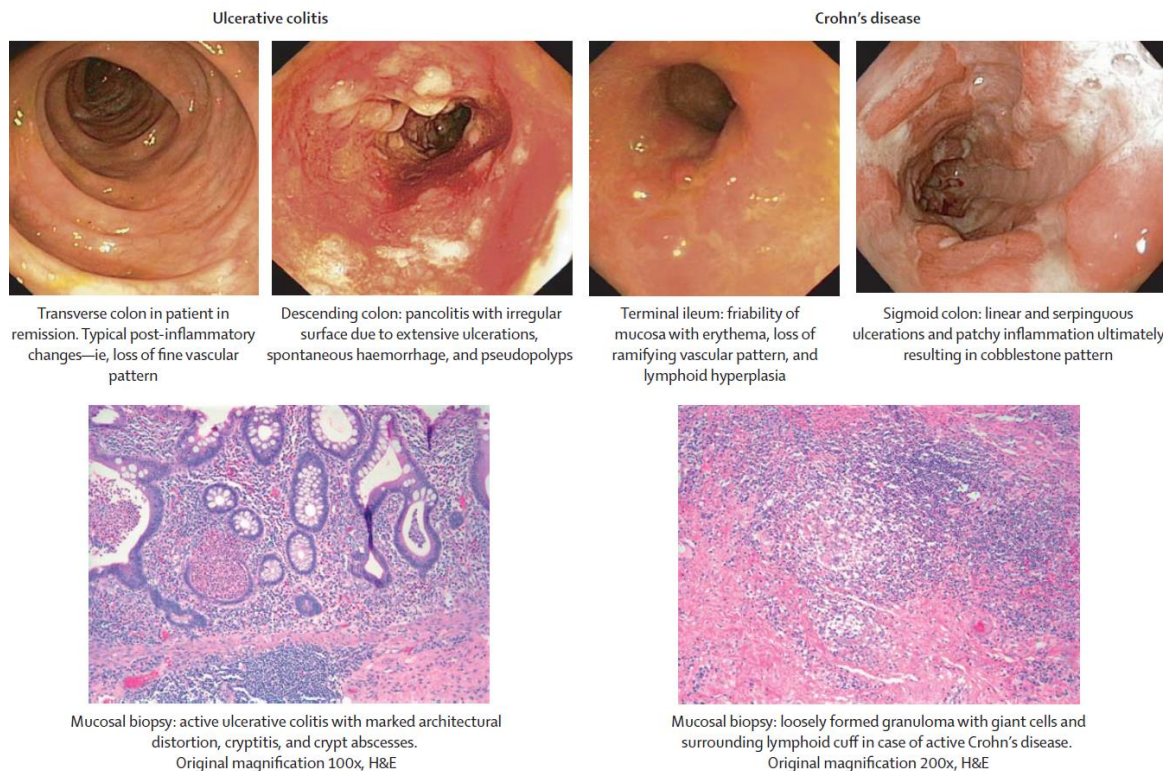 Ulcerative colitis
Crohn's disease
Transverse colon in patient in
remission. Typical post-inflammatory
changes—ie, loss of fine vascular
pattern
Descending colon: pancolitis with irregular
surface due to extensive ulcerations,
spontaneous haemorrhage, and pseudopolyps
Terminal ileum: friability of
mucosa with erythema, loss of
ramifying vascular pattern, and
lymphoid hyperplasia
Sigmoid colon: linear and serpinguous
ulcerations and patchy inflammation ultimately
resulting in cobblestone pattern
Mucosal biopsy: active ulcerative colitis with marked architectural
distortion, cryptitis, and crypt abscesses.
Original magnification 100x, H&E
Mucosal biopsy: loosely formed granuloma with giant cells and
surrounding lymphoid cuff in case of active Crohn's disease.
Original magnification 200x, H&E